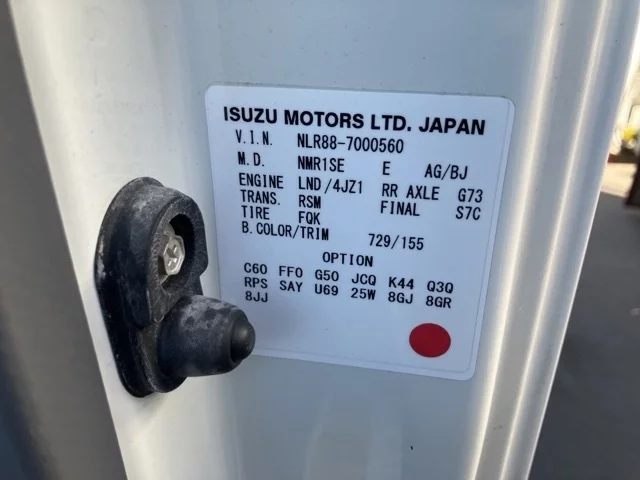 ISUZU MOTORS LTD. JAPAN
V.I.N. NLR88-7000560
M.D. NMR1SE E AG/BJ
ENGINE LND/4JZ1 RR AXLE G73
TRANS. RSM FINAL S7C
TIRE FQK
B.COLOR/TRIM 729/155
OPTION
C60 FF0 G50 JCQ K44 Q3Q
RPS SAY U69 25W 8GJ 8GR
8JJ